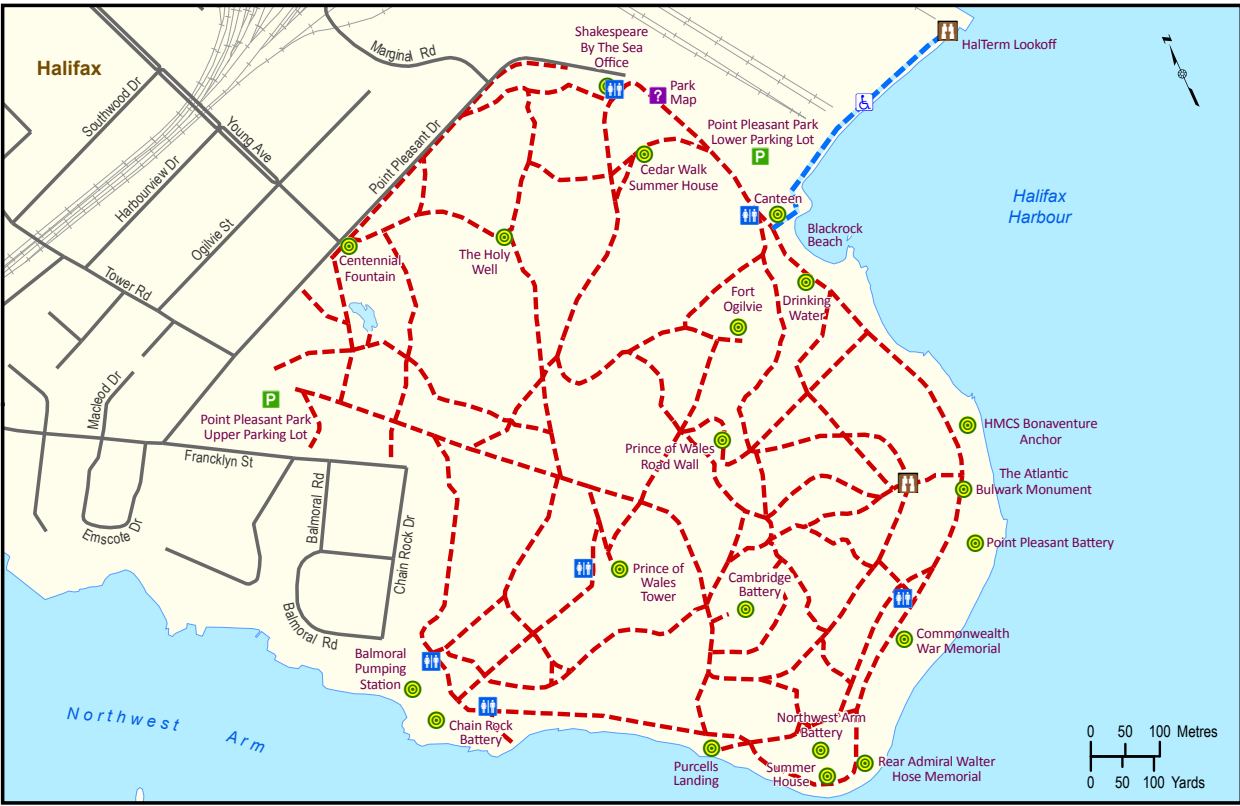 Halifax
Marginal Rd
Shakespeare
By The Sea
Office
?
Park
Map
HalTerm Lookoff
N
Southwood Dr
Young Ave
Harbourview Dr
Point Pleasant Dr
Ogilvie St
Tower Rd
Point Pleasant Park
Lower Parking Lot
P
Cedar Walk
Summer House
Canteen
Halifax
Harbour
Blackrock
Beach
Centennial
Fountain
The Holy
Well
Fort
Ogilvie
Drinking
Water
P
Point Pleasant Park
Upper Parking Lot
Macleod Dr
Francklyn St
Emscote Dr
Balmoral Rd
Chain Rock Dr
Balmoral Rd
Prince of Wales
Road Wall
HMCS Bonaventure
Anchor
The Atlantic
Bulwark Monument
Point Pleasant Battery
Prince of
Wales
Tower
Cambridge
Battery
Commonwealth
War Memorial
Balmoral
Pumping
Station
Chain Rock
Battery
Northwest Arm
Purcells
Landing
Northwest Arm
Battery
Summer
House
Rear Admiral Walter
Hose Memorial
0 50 100 Metres
0 50 100 Yards